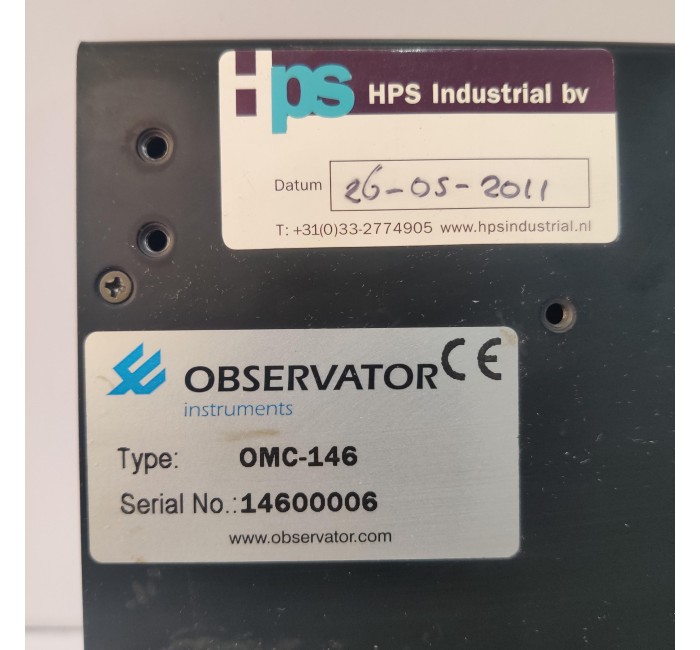 Hps HPS Industrial bv
Datum 26-05-2011
T: +31(0)33-2774905 www.hpsindustrial.nl
OBSERVATOR CE
instruments
Type: OMC-146
Serial No.: 14600006
www.observator.com